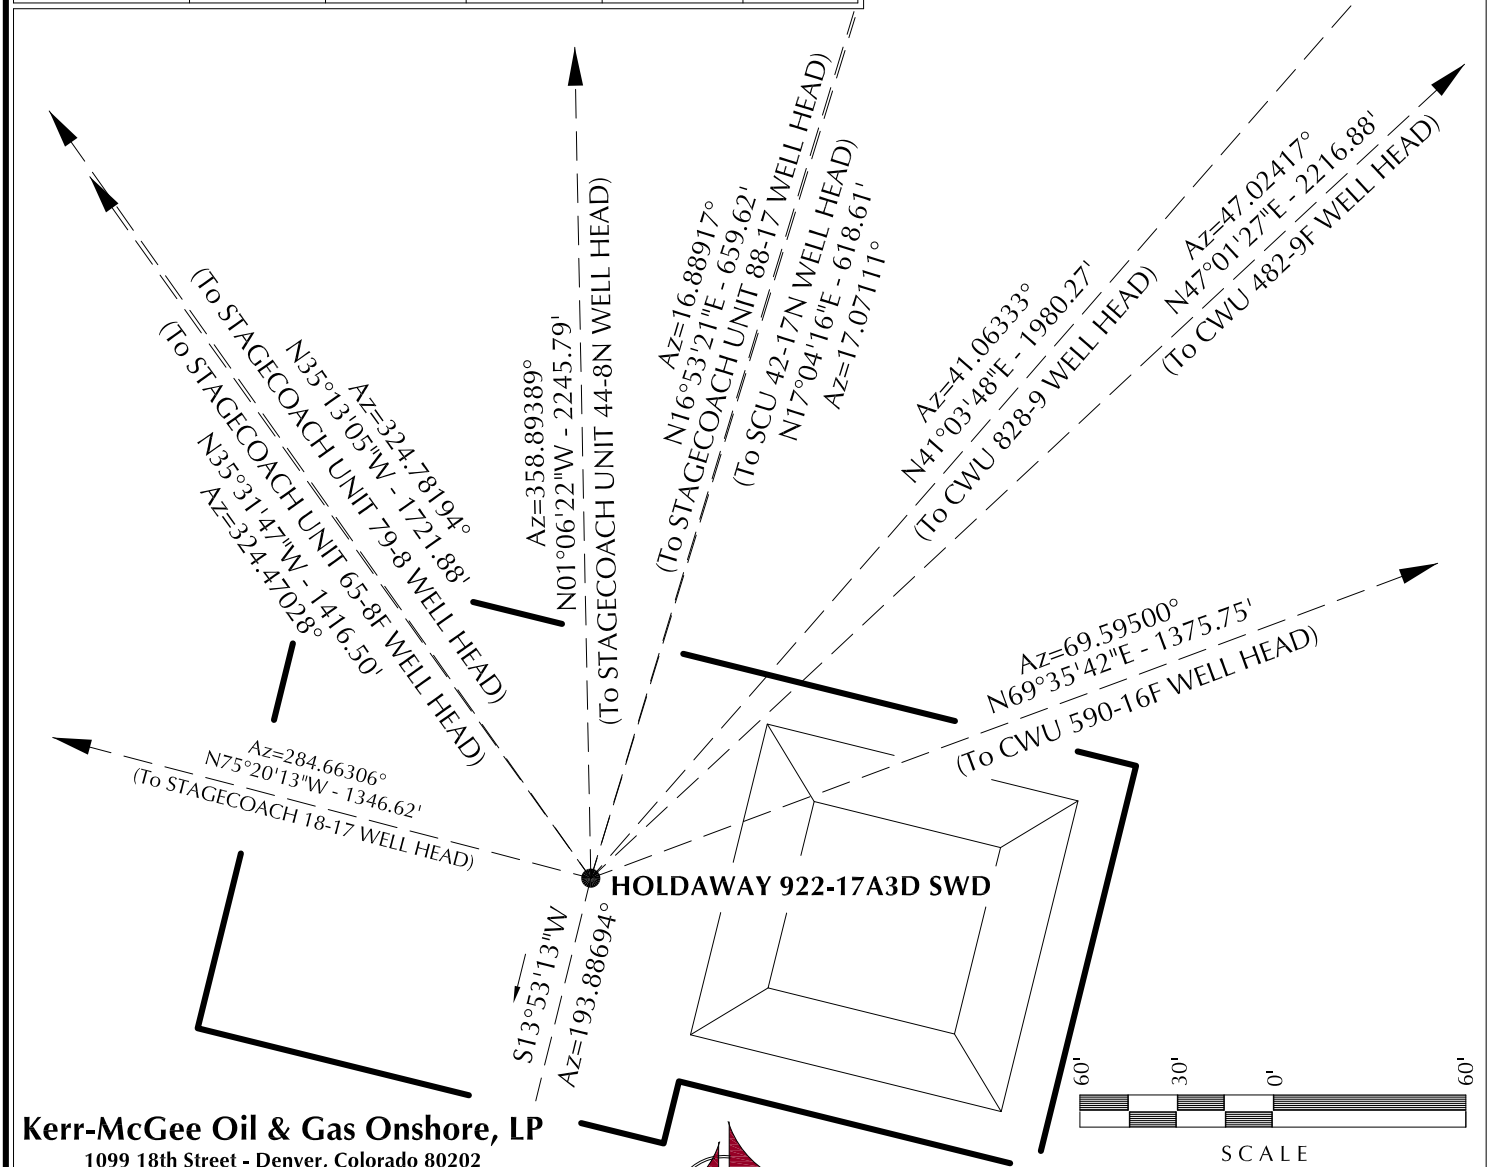 (To STAGECOACH UNIT 79-8 WELL HEAD)
N35°13'05"W - 1721.88'
Az=324.78194°
(To STAGECOACH UNIT 65-8F WELL HEAD)
N35°31'47"W - 1416.50'
Az=324.47028°
Az=358.89389°
N01°06'22"W - 2245.79'
(To STAGECOACH UNIT 44-8N WELL HEAD)
Az=16.88917°
N16°53'21"E - 659.62'
(To STAGECOACH UNIT 88-17 WELL HEAD)
(To SCU 42-17N WELL HEAD)
N17°04'16"E - 618.61'
Az=17.07111°
Az=41.06333°
N41°03'48"E - 1980.27'
(To CWU 828-9 WELL HEAD)
Az=47.02417°
N47°01'27"E - 2216.88'
(To CWU 482-9F WELL HEAD)
Az=69.59500°
N69°35'42"E - 1375.75'
(To CWU 590-16F WELL HEAD)
Az=284.66306°
N75°20'13"W - 1346.62'
(To STAGECOACH 18-17 WELL HEAD)
HOLDAWAY 922-17A3D SWD
S13°53'13"W
Az=193.88694°
60'
30'
0'
60'
SCALE
Kerr-McGee Oil & Gas Onshore, LP
1099 18th Street - Denver, Colorado 80202